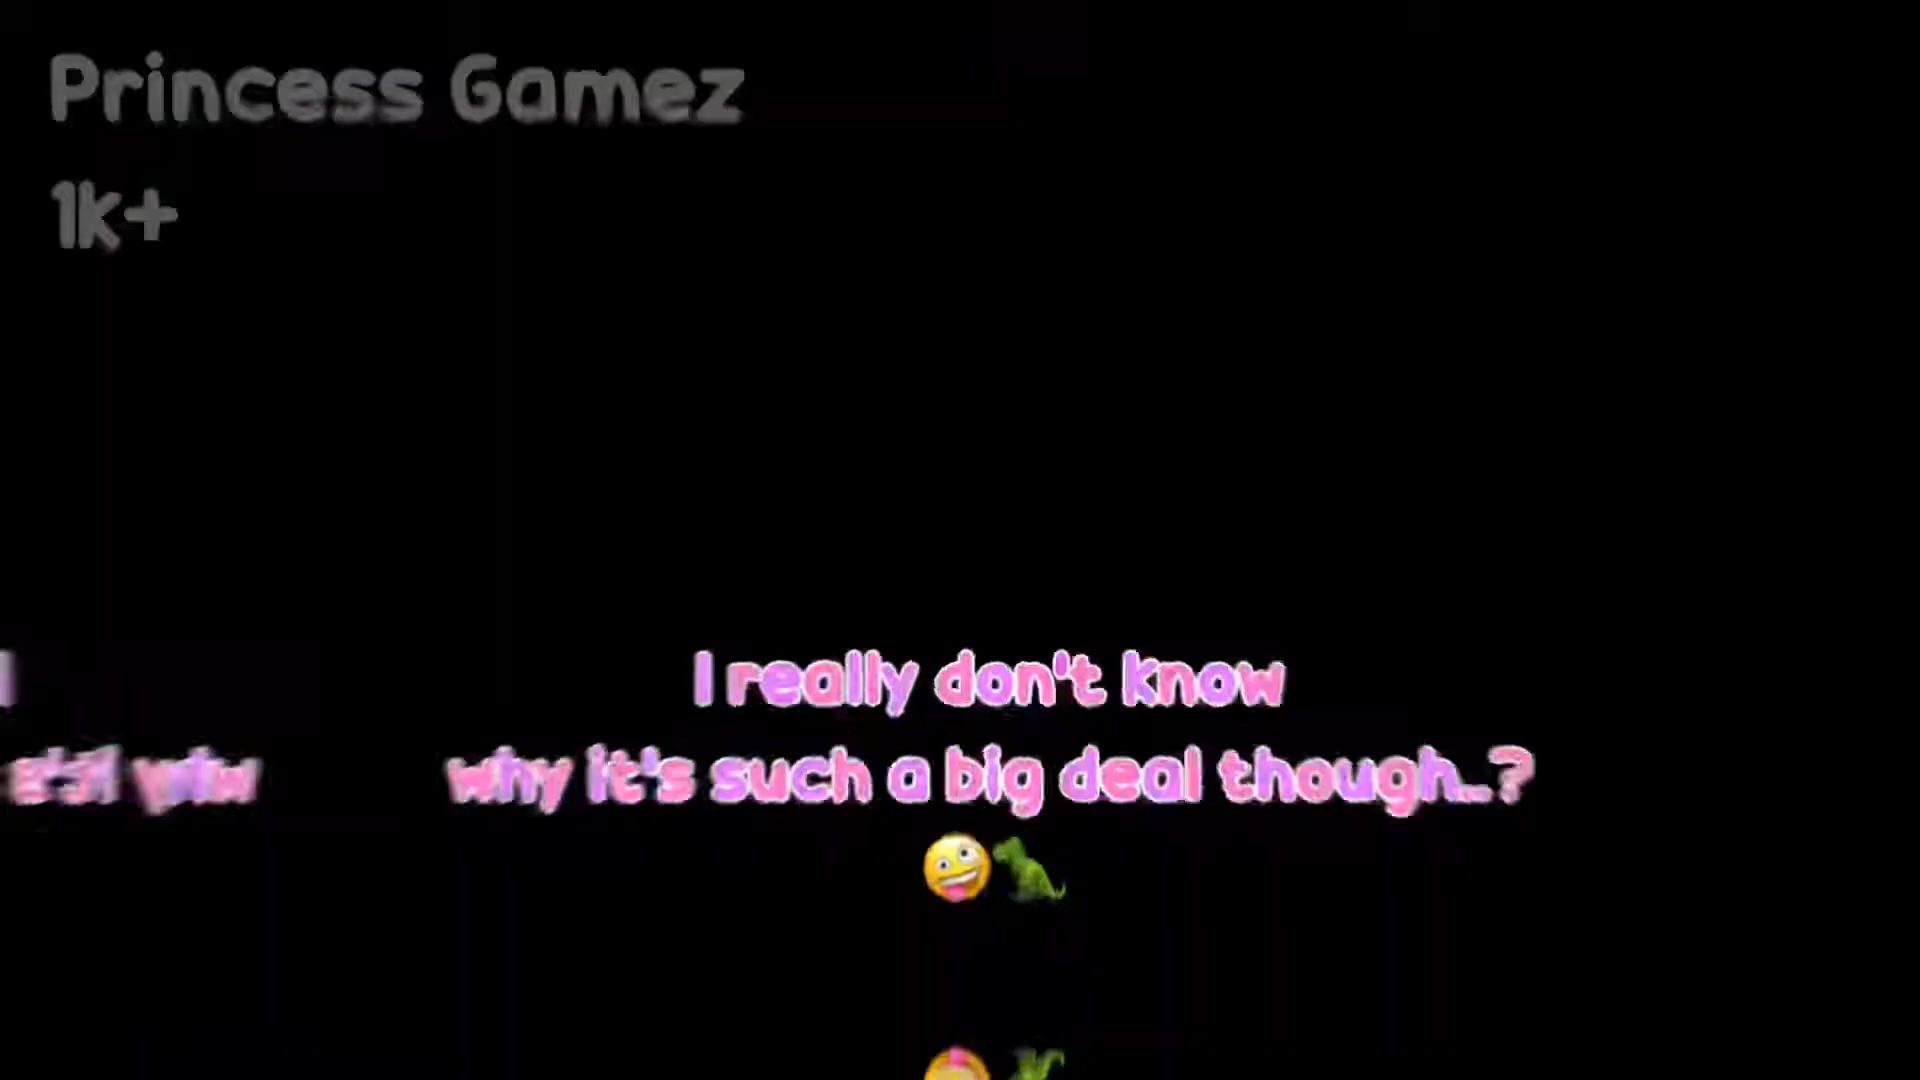 Princess Gamez
1k+
I really don't know
why it's such a big deal though..?
🤪🦖